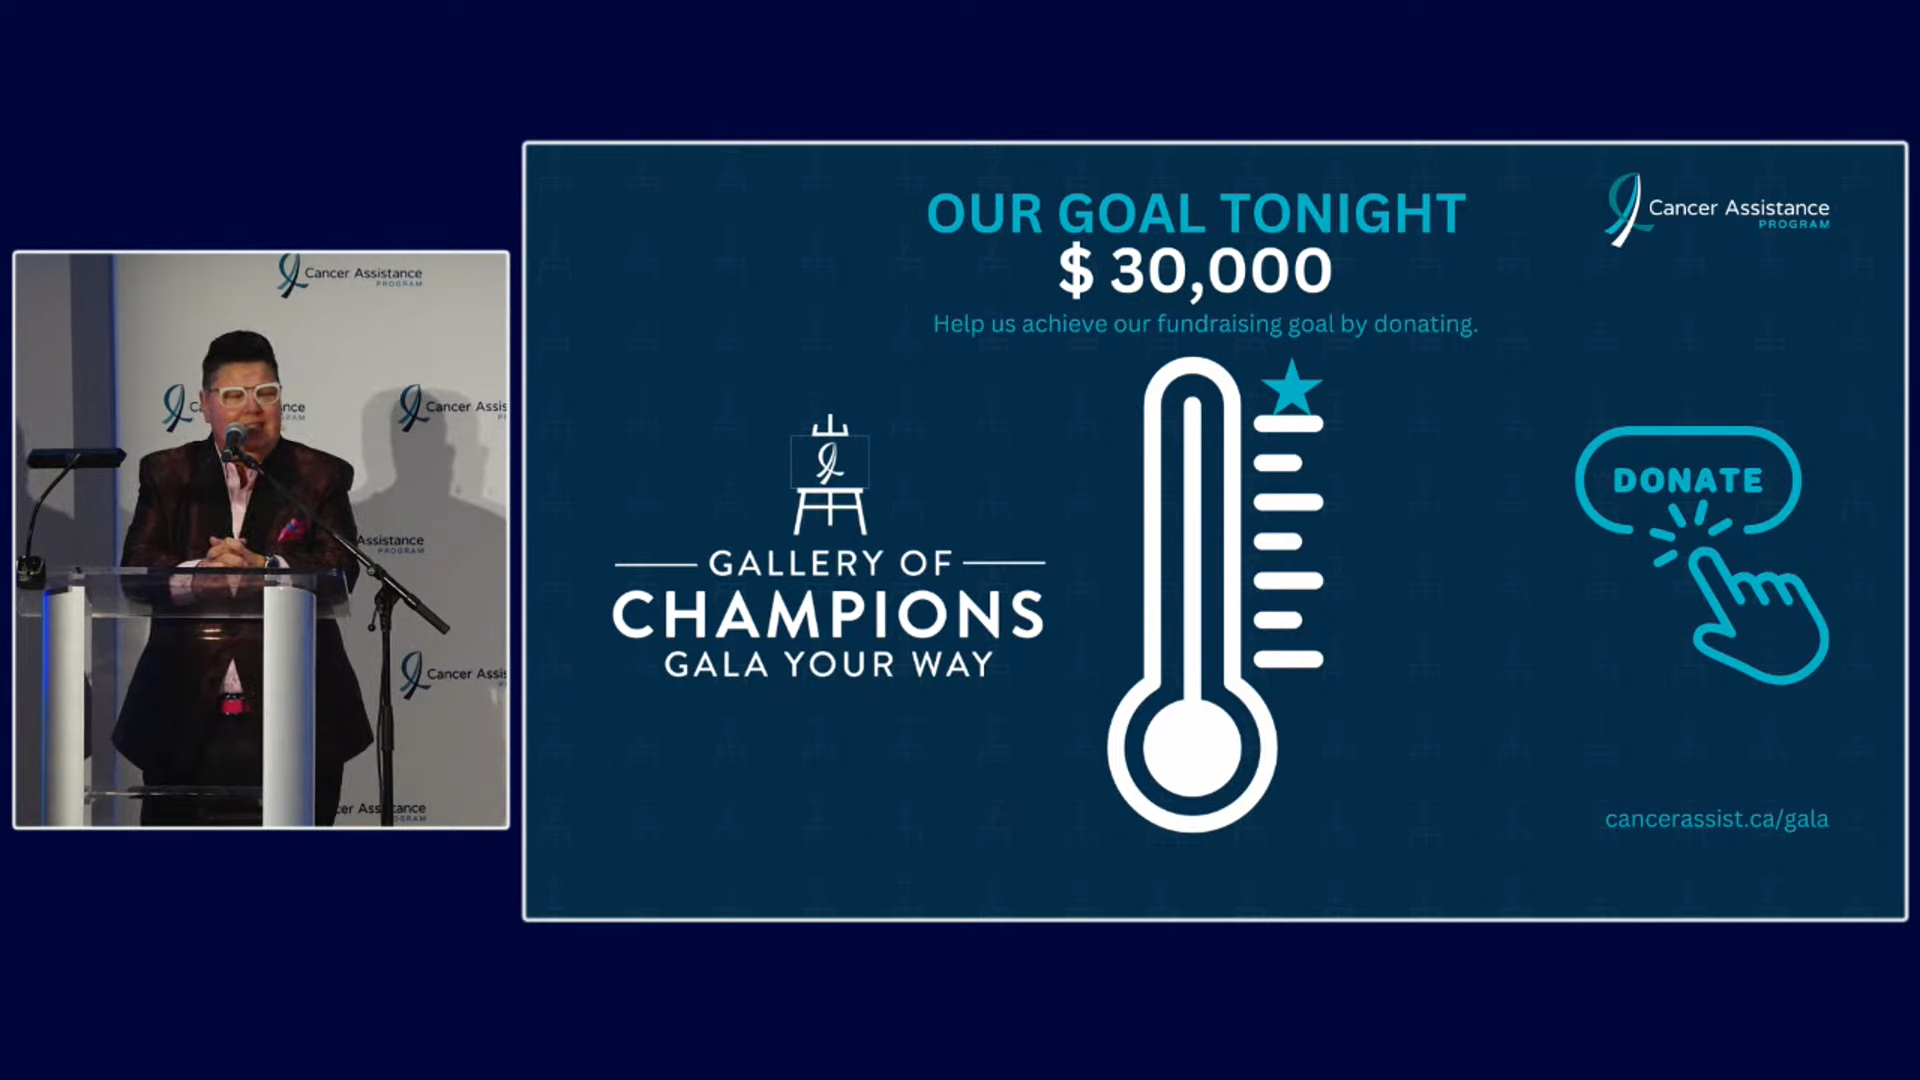 Cancer Assistance
PROGRAM
Cancer Assis
Assistance
PROGRAM
Cancer Assis
OUR GOAL TONIGHT
$ 30,000
Help us achieve our fundraising goal by donating.
Cancer Assistance
PROGRAM
GALLERY OF
CHAMPIONS
GALA YOUR WAY
DONATE
cancerassist.ca/gala